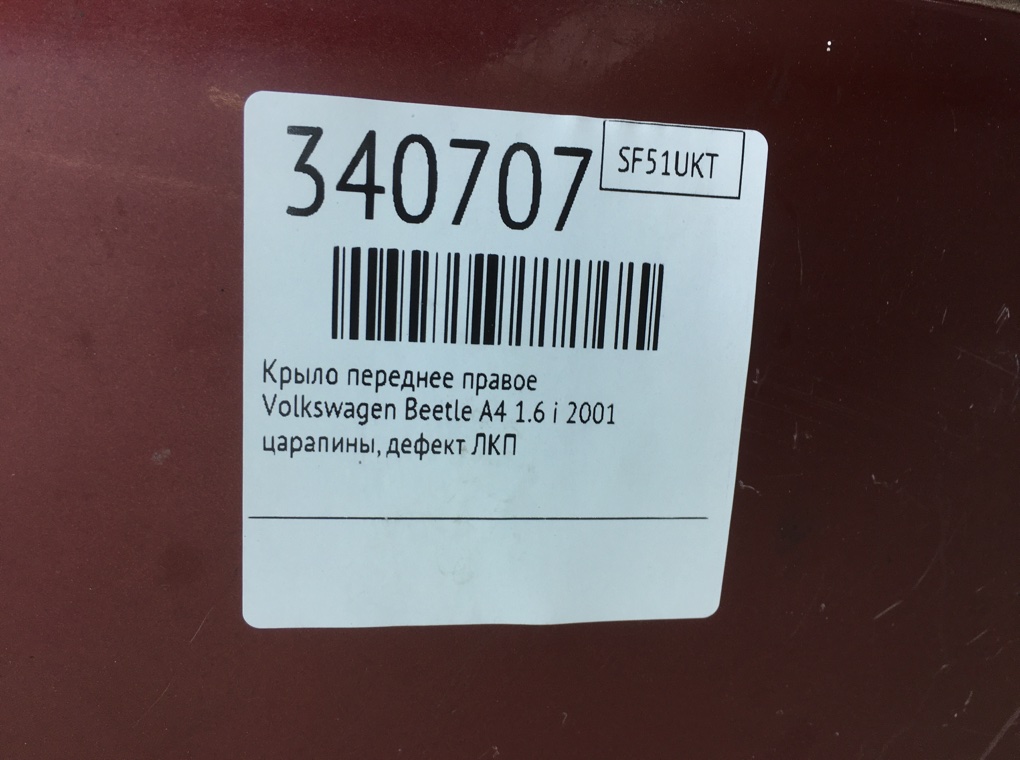 340707
SF51UKT
Крыло переднее правое
Volkswagen Beetle A4 1.6 i 2001
царапины, дефект ЛКП